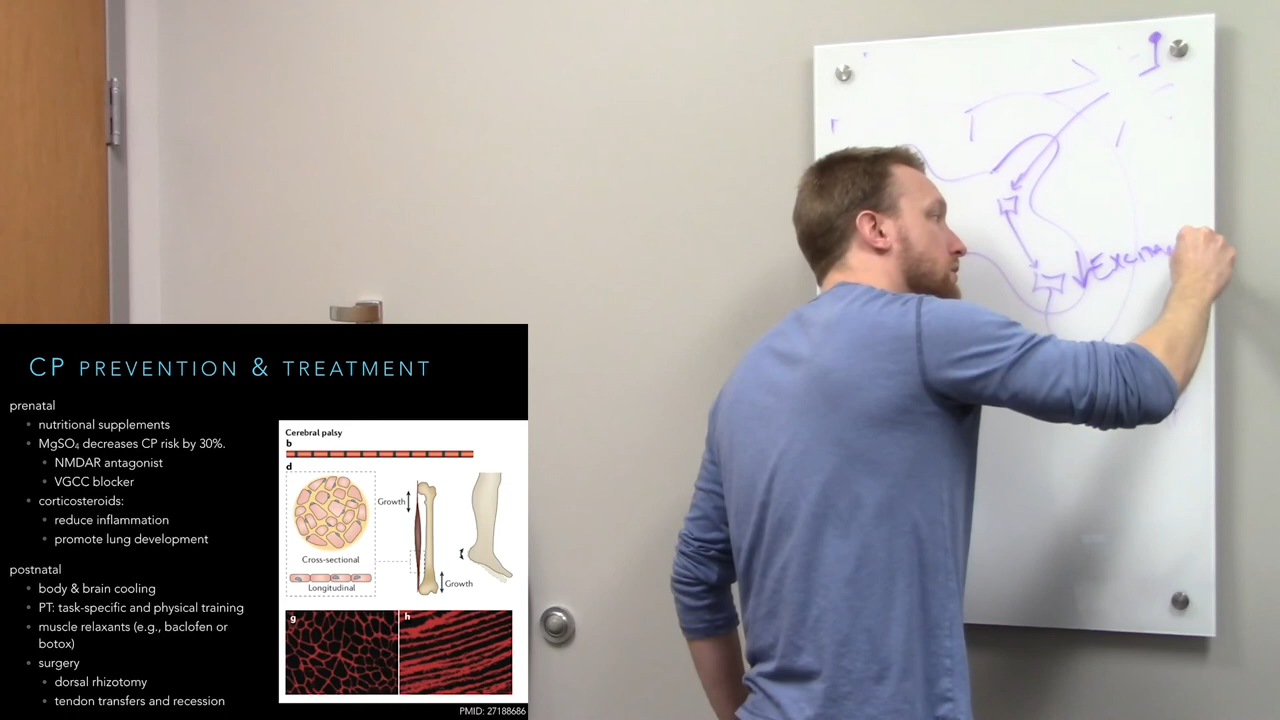 CP PREVENTION & TREATMENT
prenatal
• nutritional supplements
• MgSO₄ decreases CP risk by 30%.
• NMDAR antagonist
• VGCC blocker
• corticosteroids:
• reduce inflammation
• promote lung development
postnatal
• body & brain cooling
• PT: task-specific and physical training
• muscle relaxants (e.g., baclofen or
botox)
• surgery
• dorsal rhizotomy
• tendon transfers and recession
Cerebral palsy
b
d
Growth
Cross-sectional
Longitudinal
Growth
g
h
PMID: 27188686